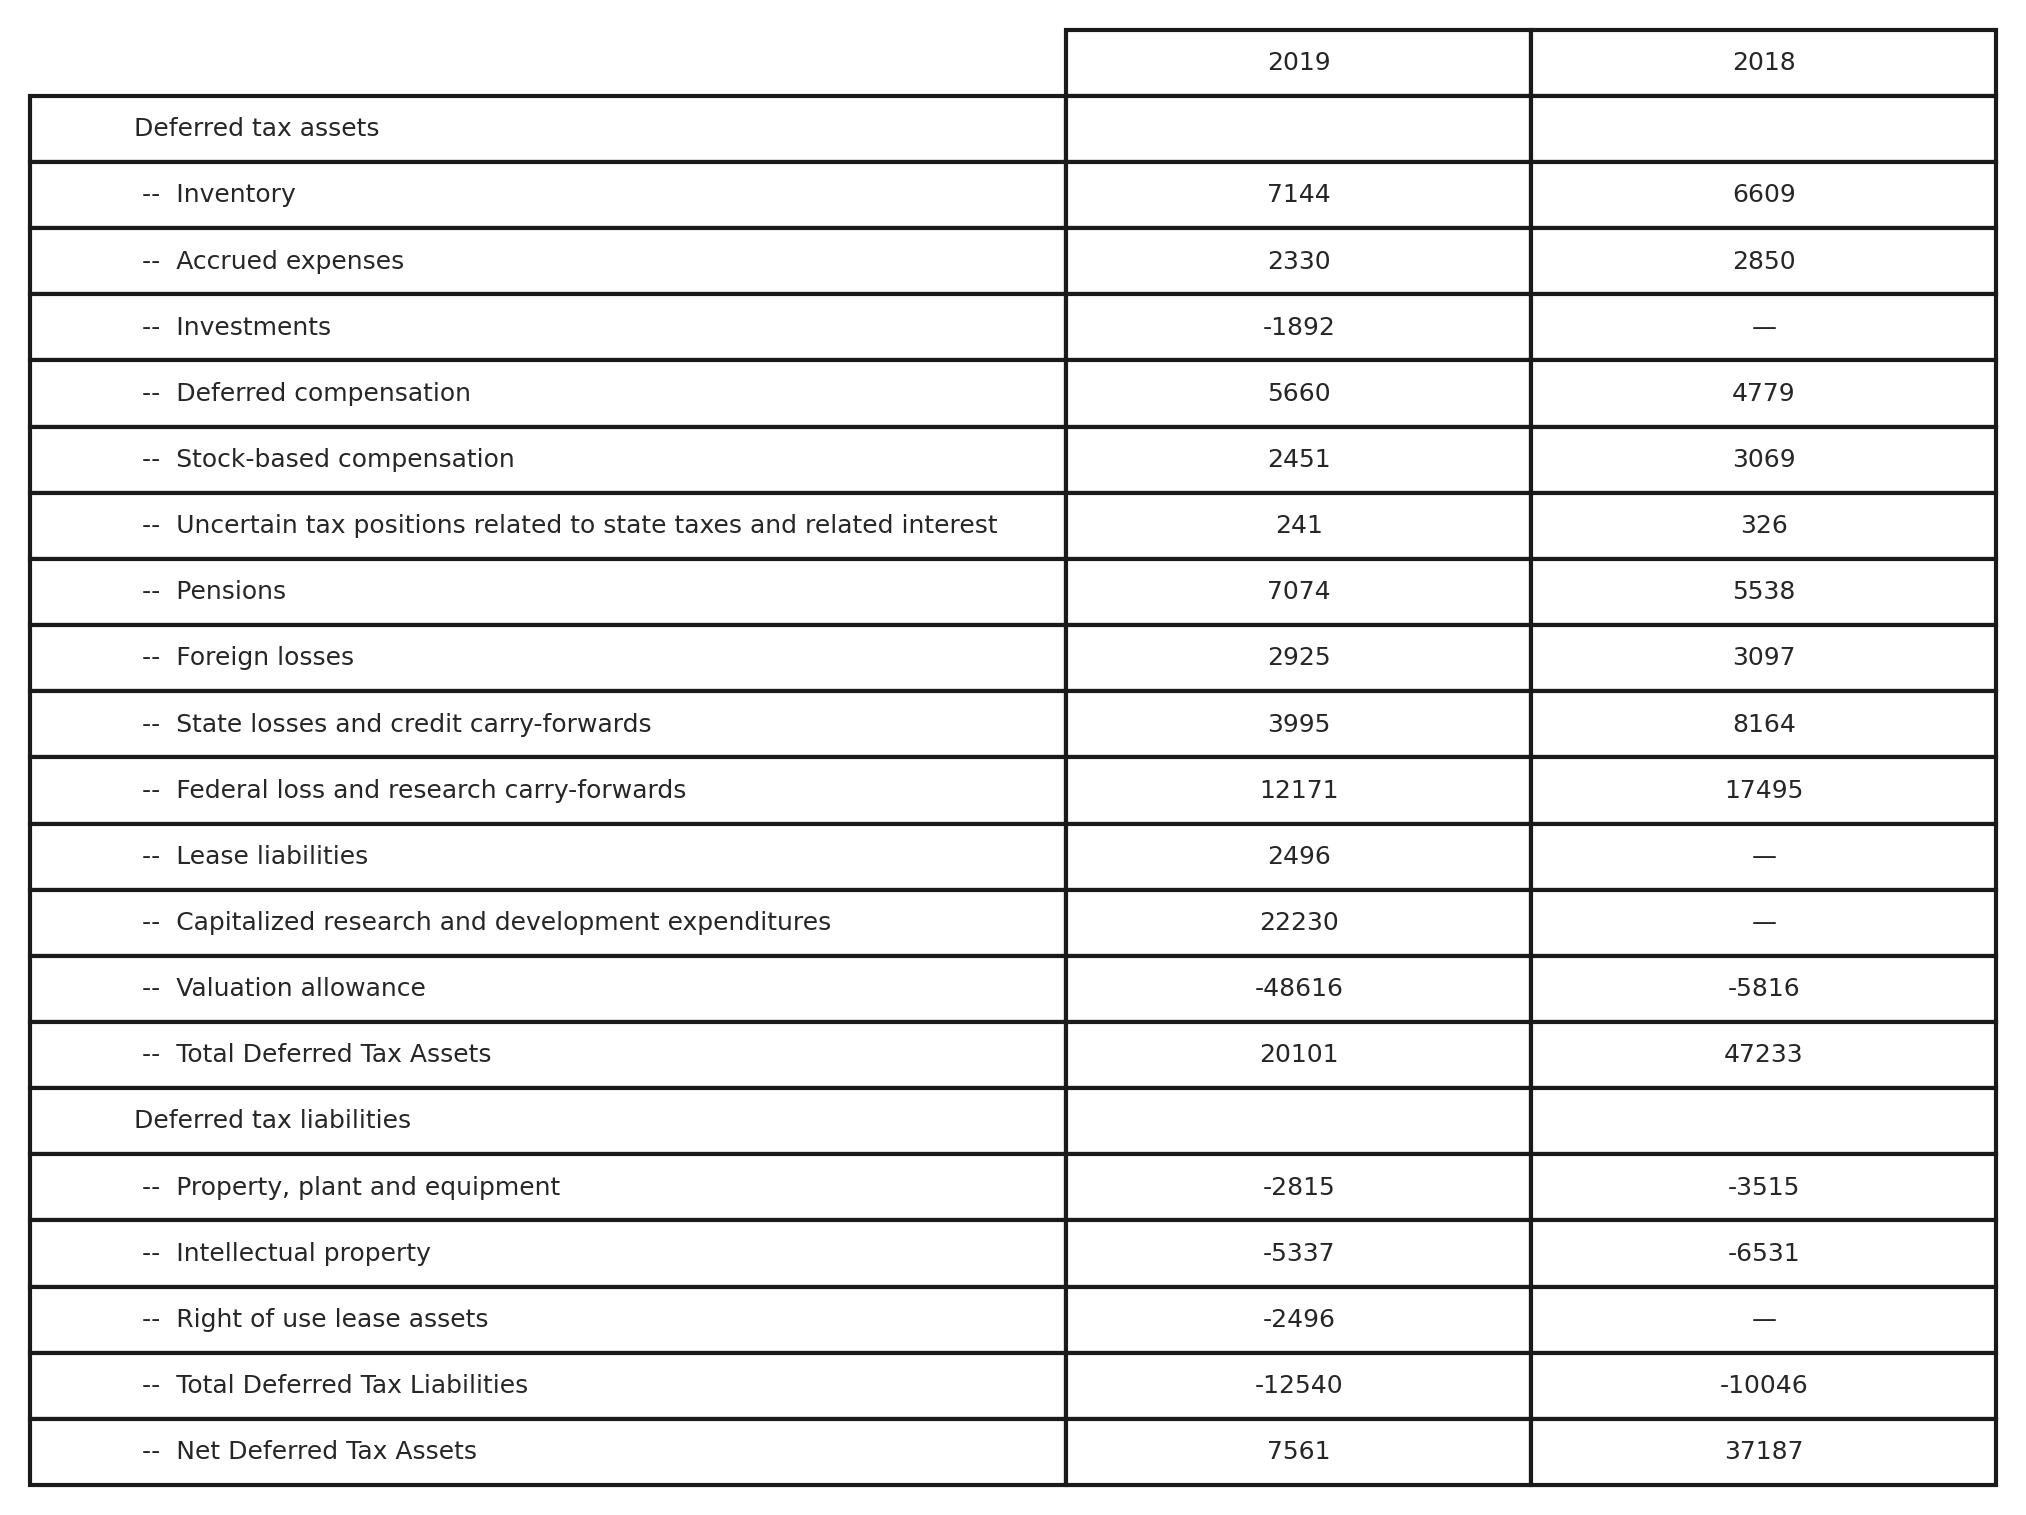 2019 2018
Deferred tax assets
-- Inventory 7144 6609
-- Accrued expenses 2330 2850
-- Investments -1892 —
-- Deferred compensation 5660 4779
-- Stock-based compensation 2451 3069
-- Uncertain tax positions related to state taxes and related interest 241 326
-- Pensions 7074 5538
-- Foreign losses 2925 3097
-- State losses and credit carry-forwards 3995 8164
-- Federal loss and research carry-forwards 12171 17495
-- Lease liabilities 2496 —
-- Capitalized research and development expenditures 22230 —
-- Valuation allowance -48616 -5816
-- Total Deferred Tax Assets 20101 47233
Deferred tax liabilities
-- Property, plant and equipment -2815 -3515
-- Intellectual property -5337 -6531
-- Right of use lease assets -2496 —
-- Total Deferred Tax Liabilities -12540 -10046
-- Net Deferred Tax Assets 7561 37187